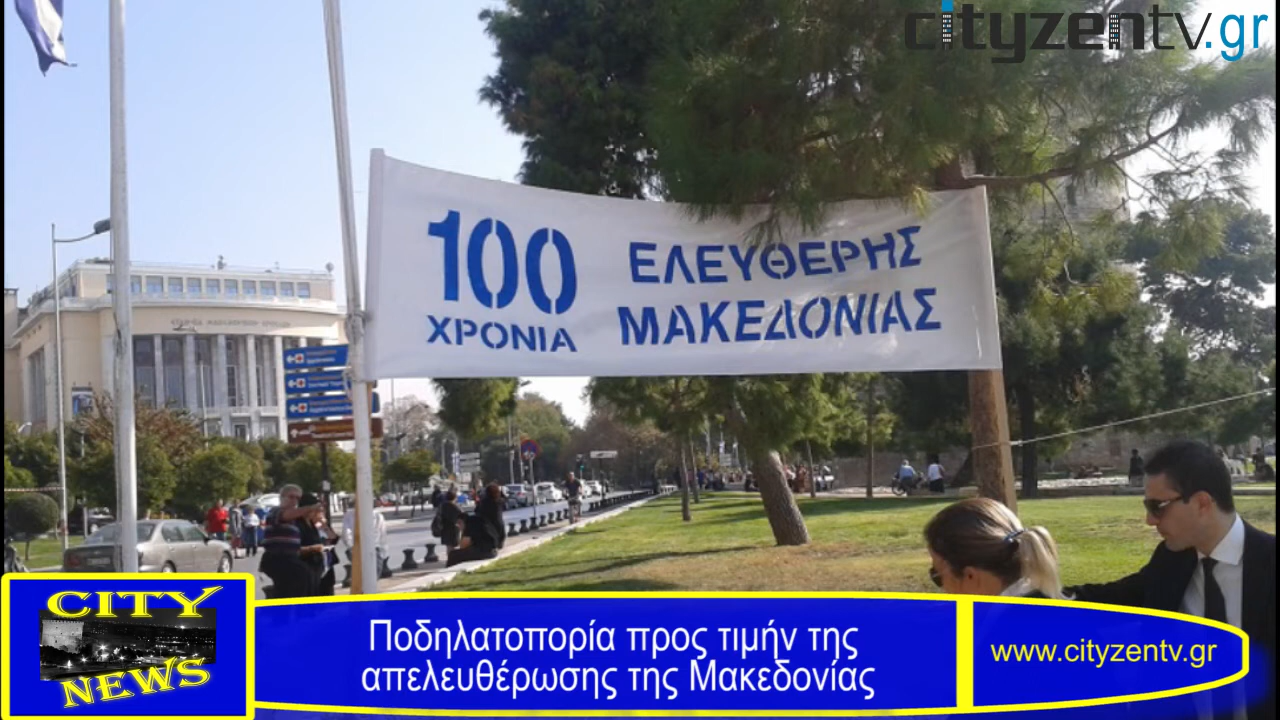 cityzentv.gr
100
ΧΡΟΝΙΑ
ΕΛΕΥΘΕΡΗΣ
ΜΑΚΕΔΟΝΙΑΣ
CITY
NEWS
Ποδηλατοπορία προς τιμήν της
απελευθέρωσης της Μακεδονίας
www.cityzentv.gr